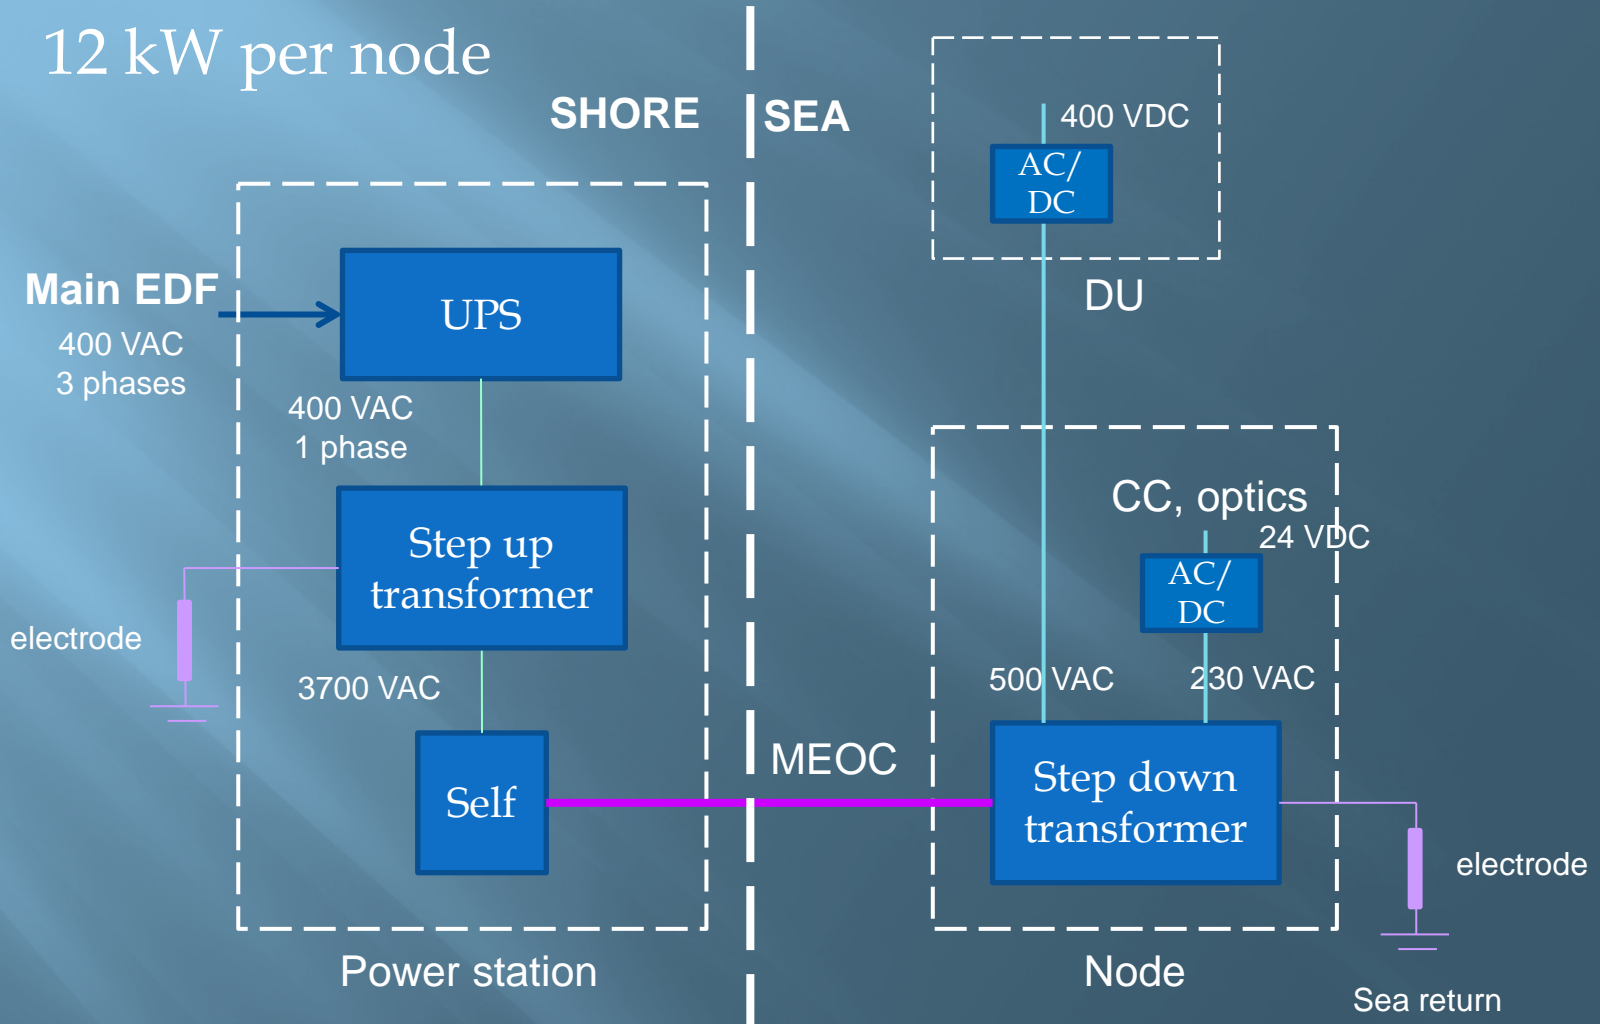 12 kW per node
SHORE
SEA
400 VDC
AC/
DC
DU
Main EDF
400 VAC
3 phases
UPS
400 VAC
1 phase
Step up
transformer
electrode
3700 VAC
Self
Power station
MEOC
CC, optics
24 VDC
AC/
DC
500 VAC
230 VAC
Step down
transformer
electrode
Node
Sea return